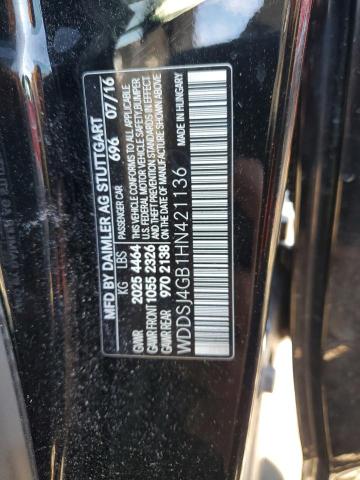 MFD BY DAIMLER AG STUTTGART
696 07/16
PASSENGER CAR
KG LBS
GVWR 2025 4464
GAWR FRONT 1055 2326
GAWR REAR 970 2138
THIS VEHICLE CONFORMS TO ALL APPLICABLE
U.S. FEDERAL MOTOR VEHICLE SAFETY BUMPER
AND THEFT PREVENTION STANDARDS IN EFFECT
ON THE DATE OF MANUFACTURE SHOWN ABOVE
WDDSJ4GB1HN421136
MADE IN HUNGARY